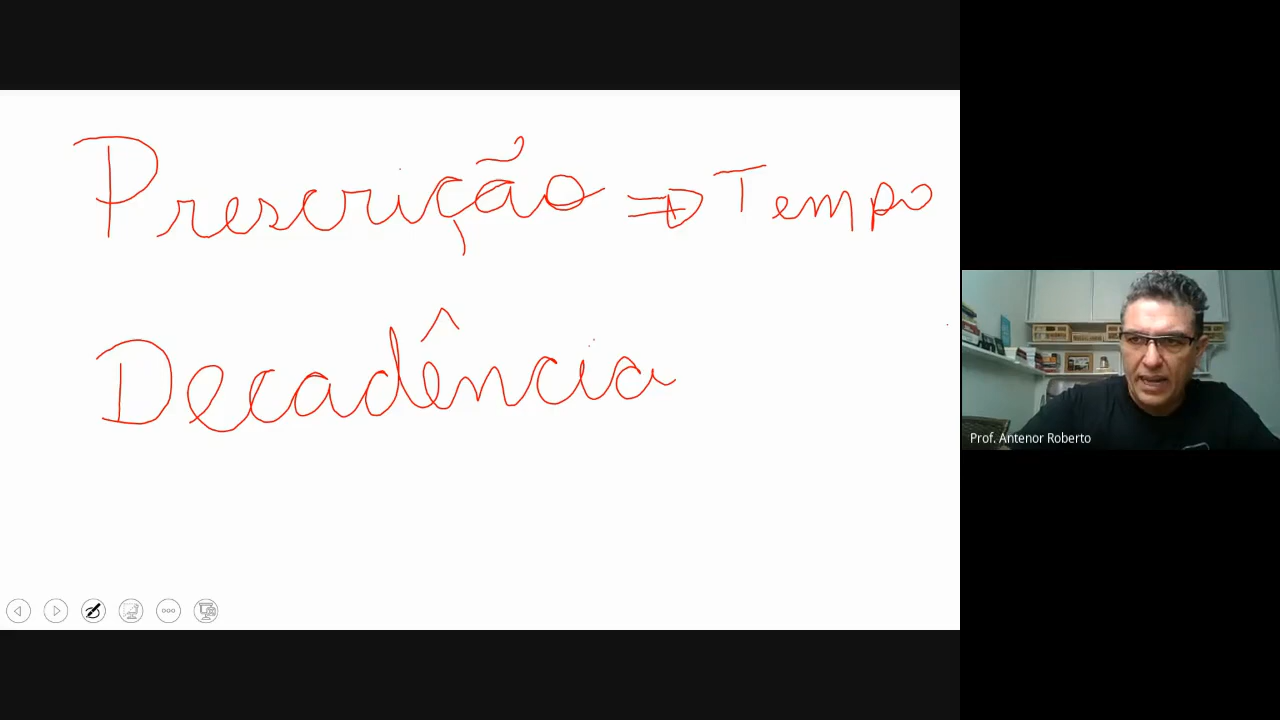 Prescrição => Tempo
Decadência
Prof. Antenor Roberto